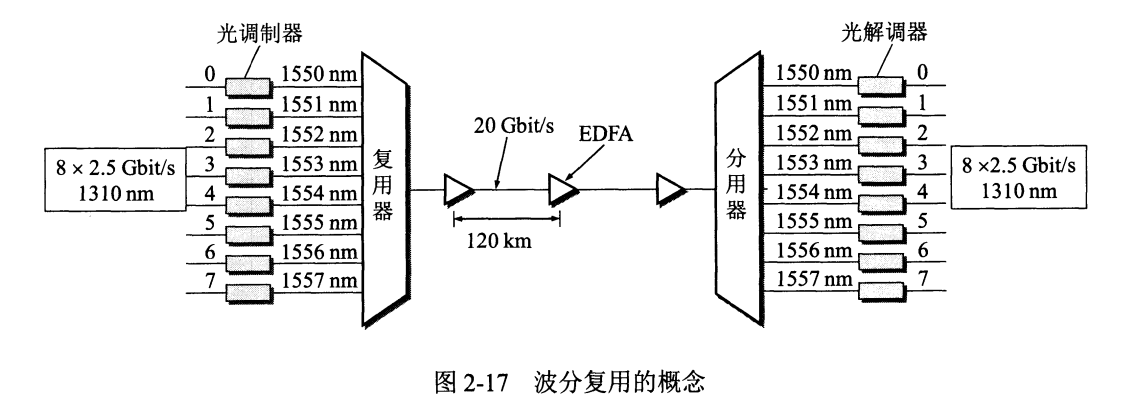 光调制器
光解调器
0 1550 nm
1 1551 nm
2 1552 nm
3 1553 nm
4 1554 nm
5 1555 nm
6 1556 nm
7 1557 nm
8 × 2.5 Gbit/s
1310 nm
复用器
20 Gbit/s
EDFA
120 km
分用器
1550 nm 0
1551 nm 1
1552 nm 2
1553 nm 3
1554 nm 4
1555 nm 5
1556 nm 6
1557 nm 7
8 ×2.5 Gbit/s
1310 nm
图 2-17 波分复用的概念